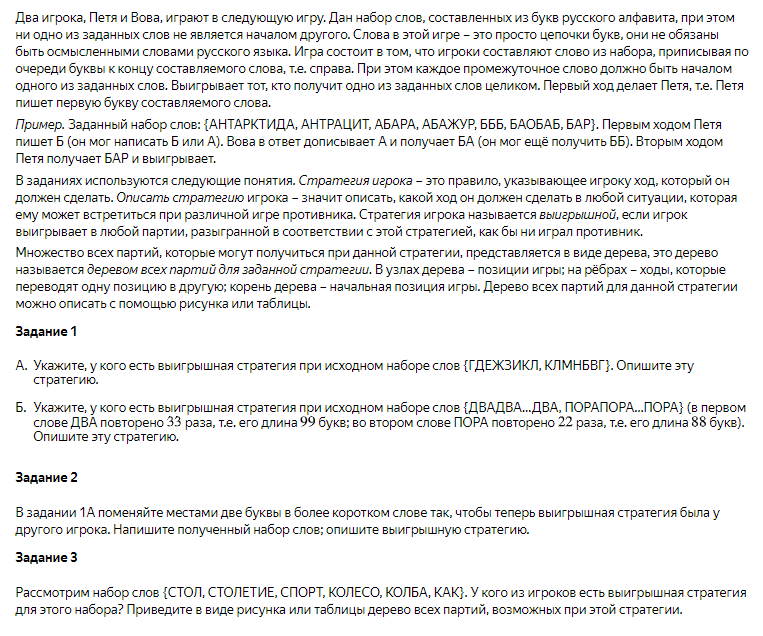 Два игрока, Петя и Вова, играют в следующую игру. Дан набор слов, составленных из букв русского алфавита, при этом
ни одно из заданных слов не является началом другого. Слова в этой игре – это просто цепочки букв, они не обязаны
быть осмысленными словами русского языка. Игра состоит в том, что игроки составляют слово из набора, приписывая по
очереди буквы к концу составляемого слова, т.е. справа. При этом каждое промежуточное слово должно быть началом
одного из заданных слов. Выигрывает тот, кто получит одно из заданных слов целиком. Первый ход делает Петя, т.е. Петя
пишет первую букву составляемого слова.
Пример. Заданный набор слов: {АНТАРКТИДА, АНТРАЦИТ, АБАРА, АБАЖУР, БББ, БАОБАБ, БАР}. Первым ходом Петя
пишет Б (он мог написать Б или А). Вова в ответ дописывает А и получает БА (он мог ещё получить ББ). Вторым ходом
Петя получает БАР и выигрывает.
В заданиях используются следующие понятия. Стратегия игрока – это правило, указывающее игроку ход, который он
должен сделать. Описать стратегию игрока – значит описать, какой ход он должен сделать в любой ситуации, которая
ему может встретиться при различной игре противника. Стратегия игрока называется выигрышной, если игрок
выигрывает в любой партии, разыгранной в соответствии с этой стратегией, как бы ни играл противник.
Множество всех партий, которые могут получиться при данной стратегии, представляется в виде дерева, это дерево
называется деревом всех партий для заданной стратегии. В узлах дерева – позиции игры; на рёбрах – ходы, которые
переводят одну позицию в другую; корень дерева – начальная позиция игры. Дерево всех партий для данной стратегии
можно описать с помощью рисунка или таблицы.
Задание 1
А. Укажите, у кого есть выигрышная стратегия при исходном наборе слов {ГДЕЖЗИКЛ, КЛМНБВГ}. Опишите эту
стратегию.
Б. Укажите, у кого есть выигрышная стратегия при исходном наборе слов {ДВАДВА...ДВА, ПОРАПОРА...ПОРА} (в первом
слове ДВА повторено 33 раза, т.е. его длина 99 букв; во втором слове ПОРА повторено 22 раза, т.е. его длина 88 букв).
Опишите эту стратегию.
Задание 2
В задании 1А поменяйте местами две буквы в более коротком слове так, чтобы теперь выигрышная стратегия была у
другого игрока. Напишите полученный набор слов; опишите выигрышную стратегию.
Задание 3
Рассмотрим набор слов {СТОЛ, СТОЛЕТИЕ, СПОРТ, КОЛЕСО, КОЛБА, КАК}. У кого из игроков есть выигрышная стратегия
для этого набора? Приведите в виде рисунка или таблицы дерево всех партий, возможных при этой стратегии.